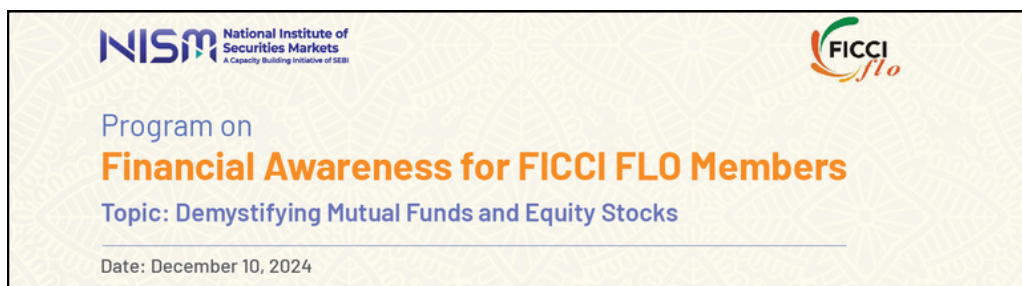 NISM
National Institute of
Securities Markets
A Capacity Building Initiative of SEBI
FICCI
flo
Program on
Financial Awareness for FICCI FLO Members
Topic: Demystifying Mutual Funds and Equity Stocks
Date: December 10, 2024